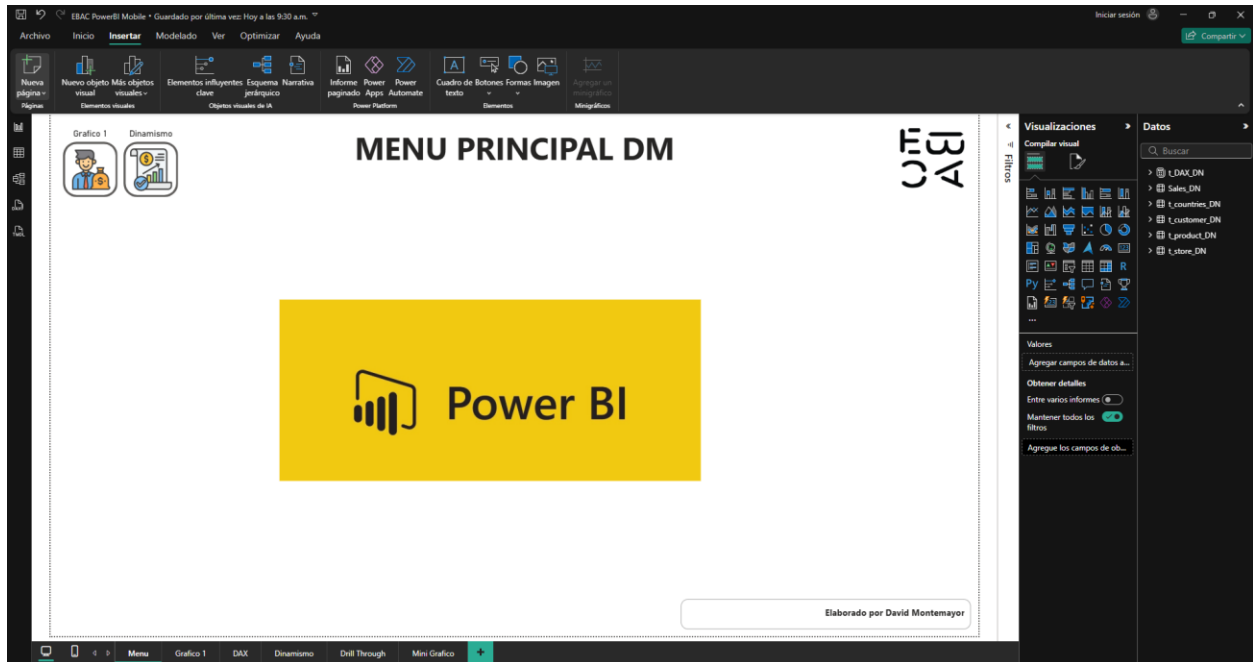 EBAC PowerBI Mobile • Guardado por última vez: Hoy a las 9:30 a.m.
Iniciar sesión
Archivo Inicio Insertar Modelado Ver Optimizar Ayuda
Compartir
Nueva página
Nuevo objeto visual
Más objetos visuales
Elementos influyentes clave
Esquema jerárquico
Narrativa
Informe paginado
Power Apps
Power Automate
Cuadro de texto
Botones
Formas
Imagen
Agregar un minigráfico
Páginas
Elementos visuales
Objetos visuales de IA
Power Platform
Elementos
Minigráficos
Grafico 1
Dinamismo
MENU PRINCIPAL DM
EBAC
Power BI
Elaborado por David Montemayor
Filtros
Visualizaciones
Compilar visual
R
Py
...
Valores
Agregar campos de datos a...
Obtener detalles
Entre varios informes
Mantener todos los
filtros
Agregue los campos de ob...
Datos
Buscar
t_DAX_DN
Sales_DN
t_countries_DN
t_customer_DN
t_product_DN
t_store_DN
Menu Grafico 1 DAX Dinamismo Drill Through Mini Grafico +